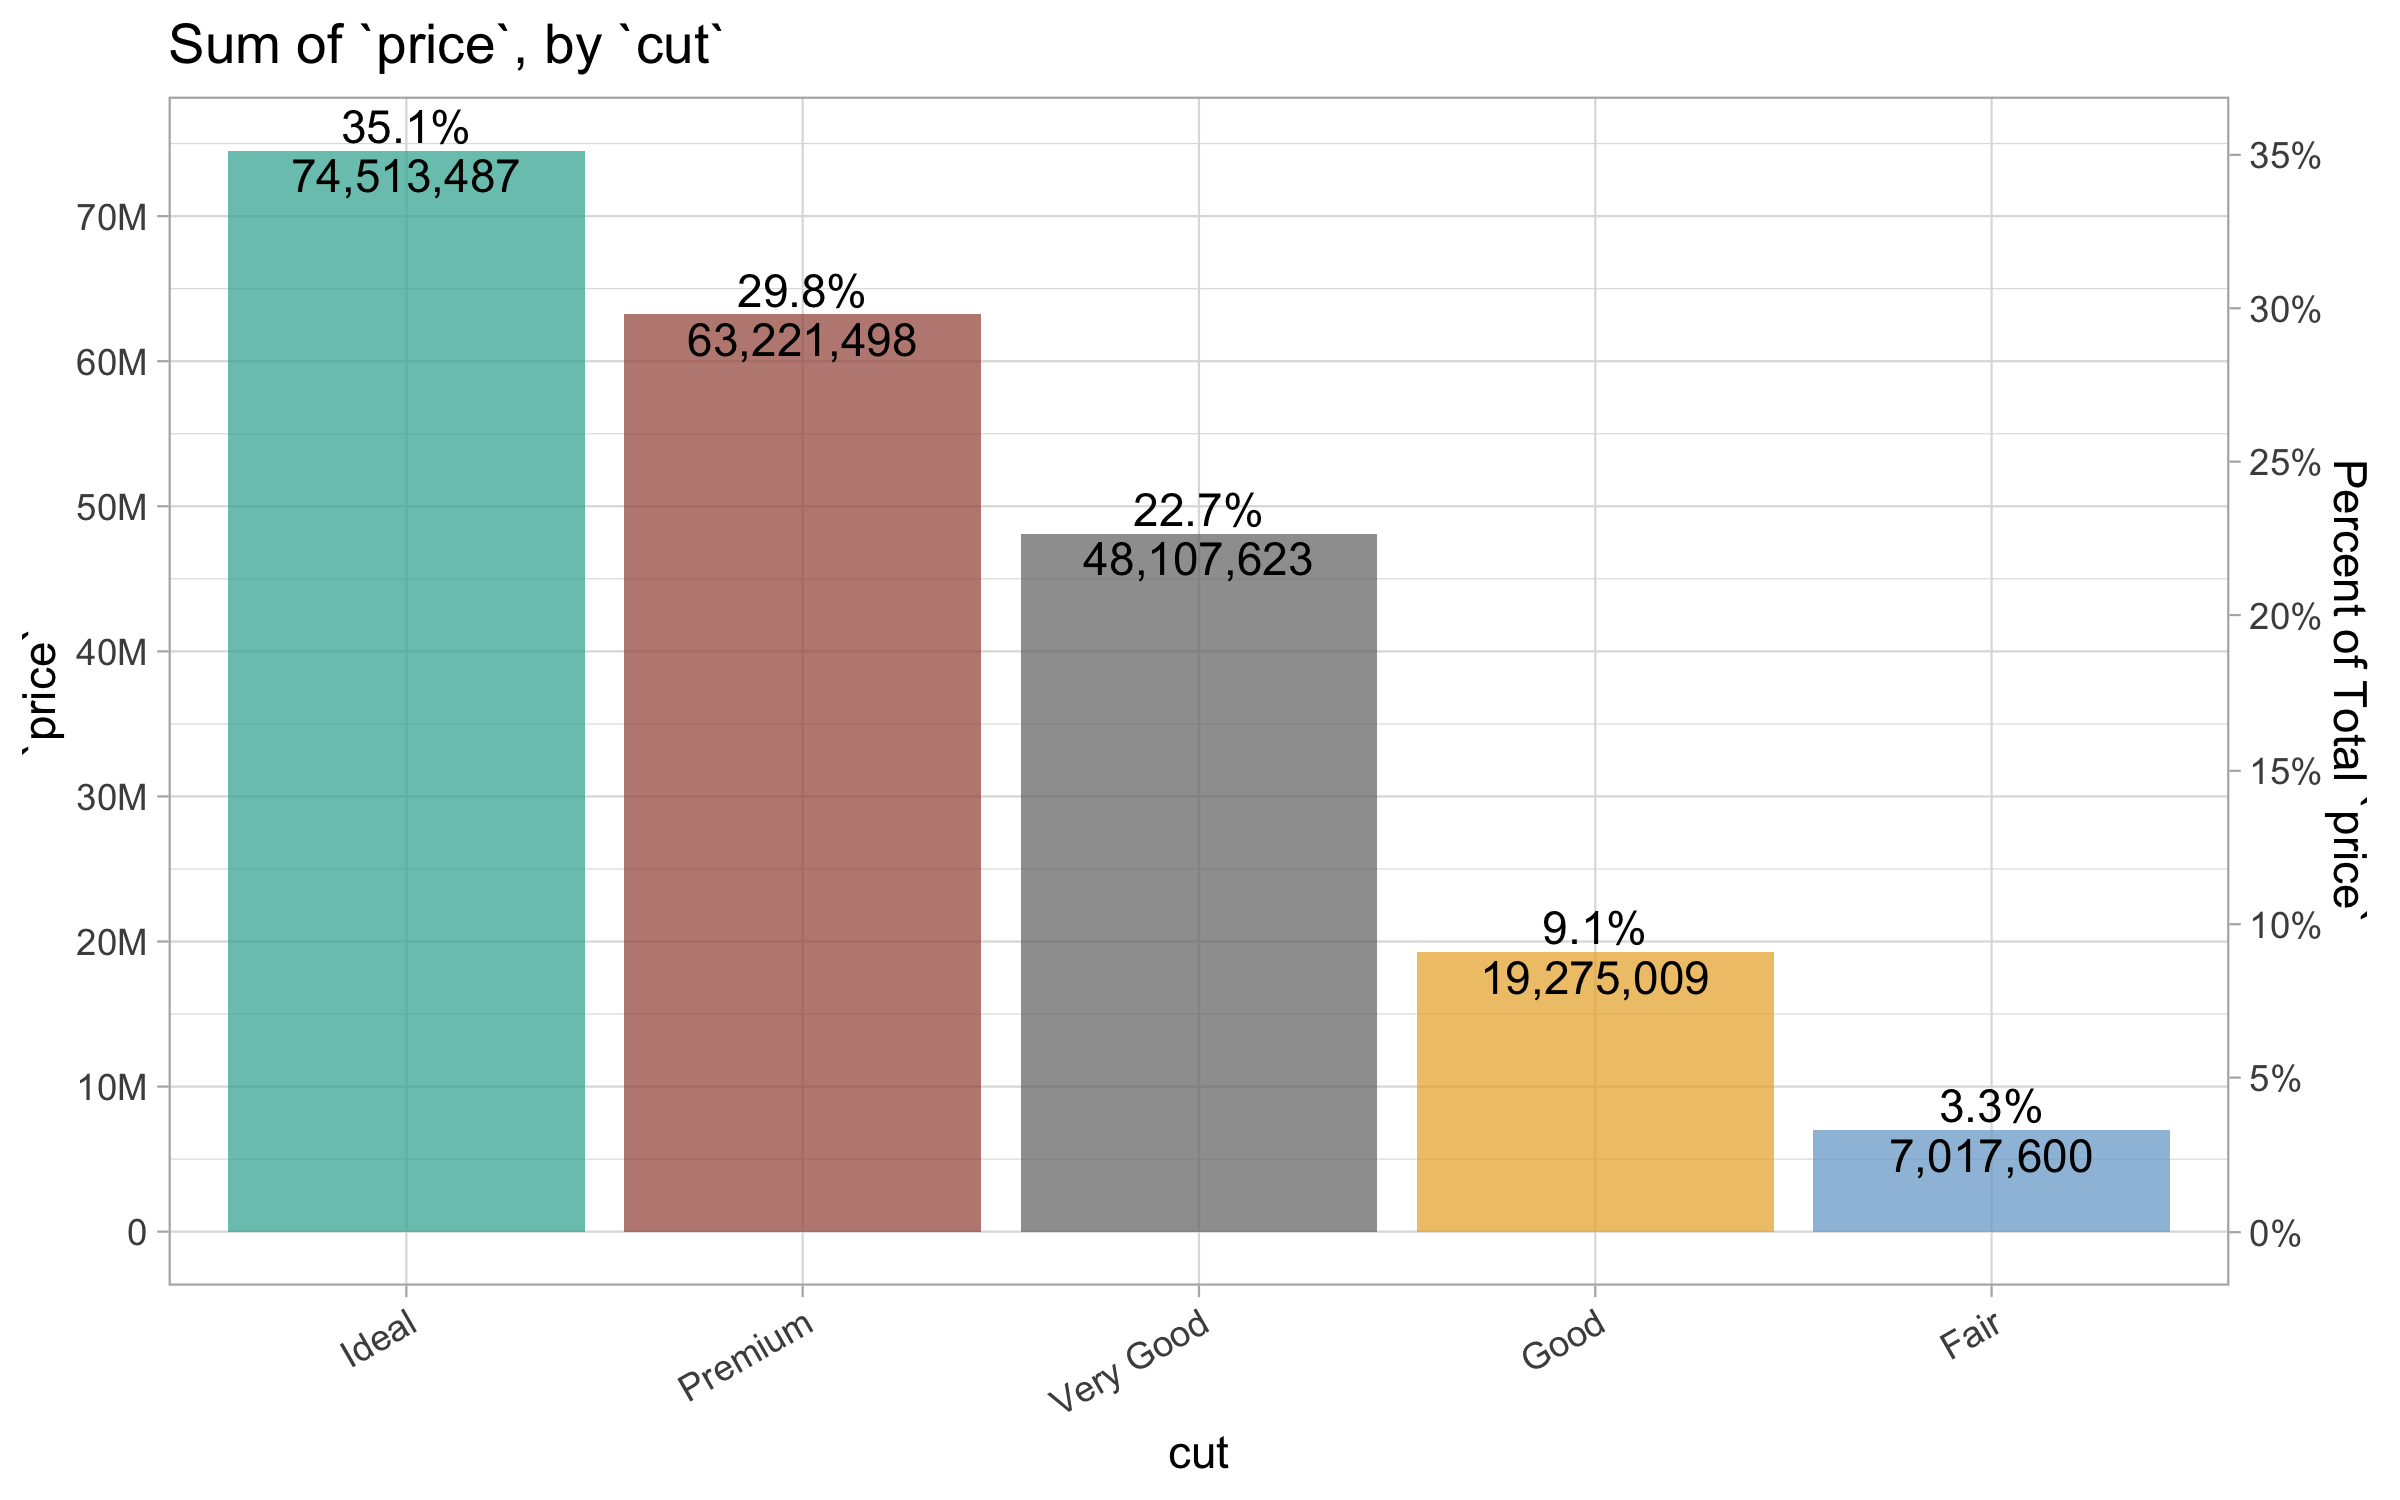 Sum of `price`, by `cut`
35.1%
74,513,487
29.8%
63,221,498
22.7%
48,107,623
9.1%
19,275,009
3.3%
7,017,600
`price`
70M
60M
50M
40M
30M
20M
10M
0
35%
30%
25%
20%
15%
10%
5%
0%
Percent of Total `price`
Ideal
Premium
Very Good
Good
Fair
cut